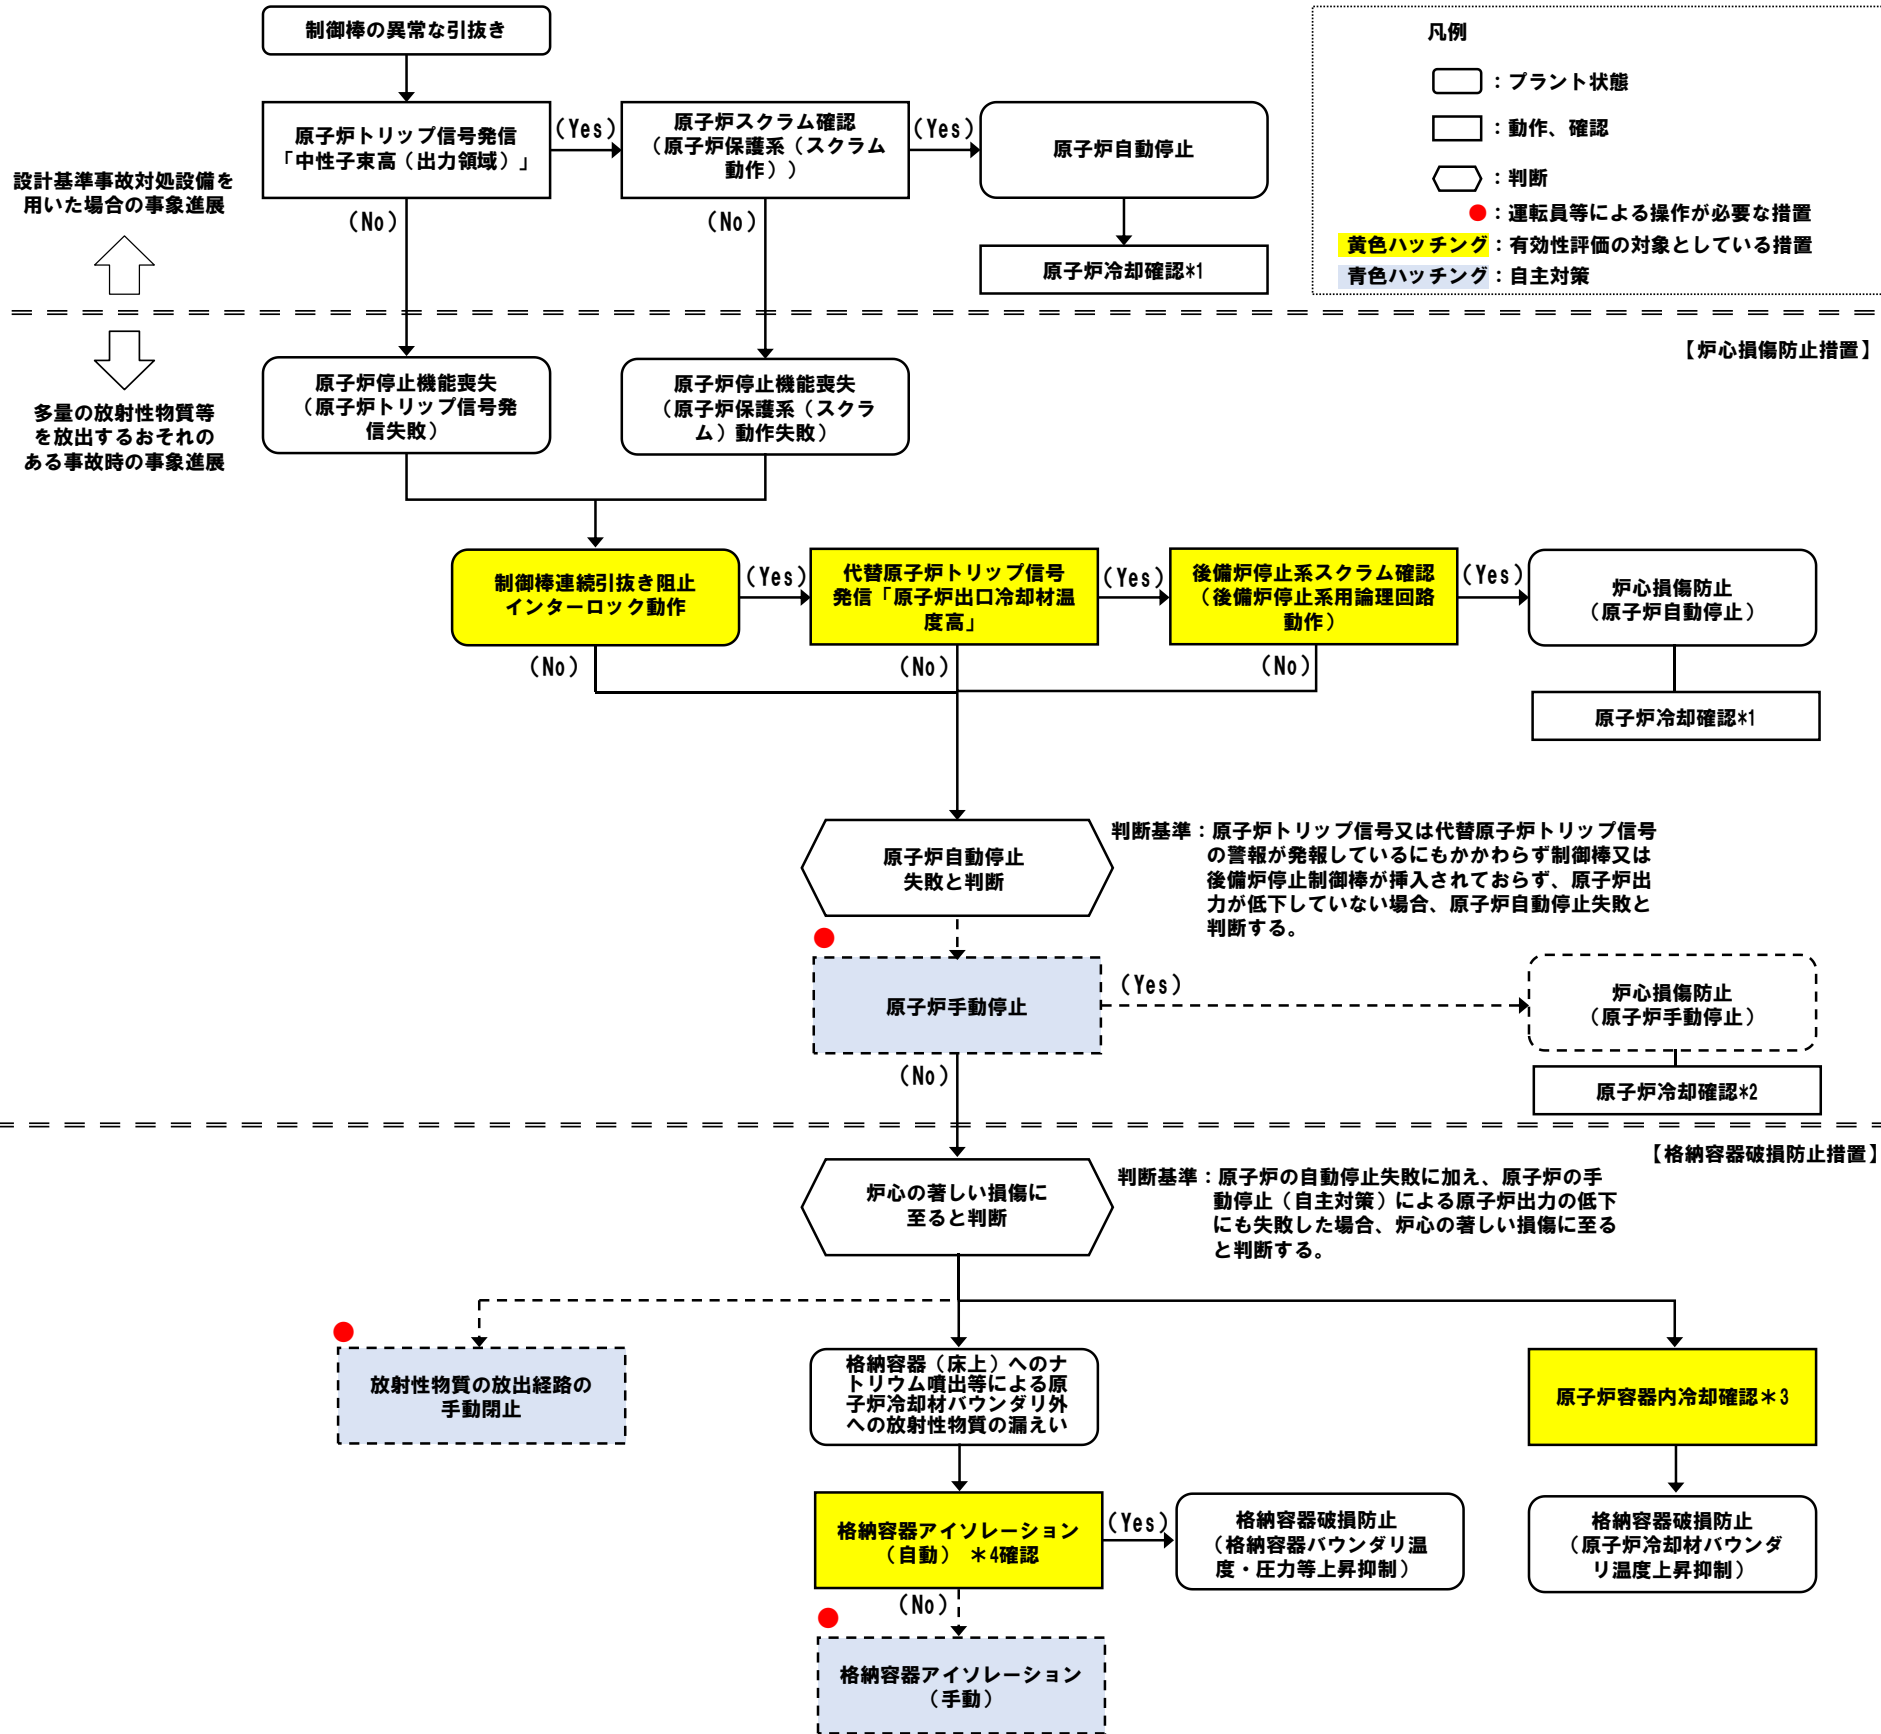 制御棒の異常な引抜き
凡例
：プラント状態
：動作、確認
：判断
：運転員等による操作が必要な措置
黄色ハッチング：有効性評価の対象としている措置
青色ハッチング：自主対策
原子炉トリップ信号発信
「中性子束高（出力領域）」
（Yes）
原子炉スクラム確認
（原子炉保護系（スクラム
動作））
（Yes）
原子炉自動停止
設計基準事故対処設備を
用いた場合の事象進展
（No）
（No）
原子炉冷却確認*1
【炉心損傷防止措置】
多量の放射性物質等
を放出するおそれの
ある事故時の事象進展
原子炉停止機能喪失
（原子炉トリップ信号発
信失敗）
原子炉停止機能喪失
（原子炉保護系（スクラ
ム）動作失敗）
制御棒連続引抜き阻止
インターロック動作
（Yes）
代替原子炉トリップ信号
発信「原子炉出口冷却材温
度高」
（Yes）
後備炉停止系スクラム確認
（後備炉停止系用論理回路
動作）
（Yes）
炉心損傷防止
（原子炉自動停止）
（No）
（No）
（No）
原子炉冷却確認*1
原子炉自動停止
失敗と判断
判断基準：原子炉トリップ信号又は代替原子炉トリップ信号
の警報が発報しているにもかかわらず制御棒又は
後備炉停止制御棒が挿入されておらず、原子炉出
力が低下していない場合、原子炉自動停止失敗と
判断する。
原子炉手動停止
（Yes）
炉心損傷防止
（原子炉手動停止）
（No）
原子炉冷却確認*2
【格納容器破損防止措置】
炉心の著しい損傷に
至ると判断
判断基準：原子炉の自動停止失敗に加え、原子炉の手
動停止（自主対策）による原子炉出力の低下
にも失敗した場合、炉心の著しい損傷に至る
と判断する。
放射性物質の放出経路の
手動閉止
格納容器（床上）へのナ
トリウム噴出等による原
子炉冷却材バウンダリ外
への放射性物質の漏えい
原子炉容器内冷却確認＊3
格納容器アイソレーション
（自動）＊4確認
（Yes）
格納容器破損防止
（格納容器バウンダリ温
度・圧力等上昇抑制）
格納容器破損防止
（原子炉冷却材バウンダ
リ温度上昇抑制）
（No）
格納容器アイソレーション
（手動）